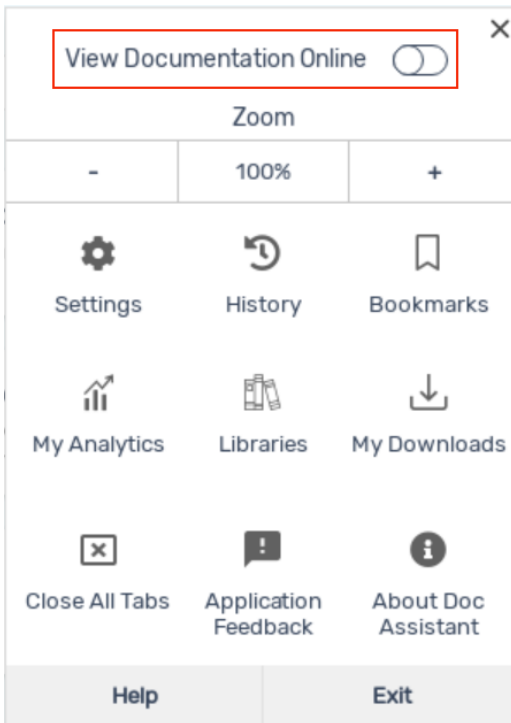 View Documentation Online
Zoom
- 100% +
Settings History Bookmarks
My Analytics Libraries My Downloads
Close All Tabs Application Feedback About Doc Assistant
Help Exit